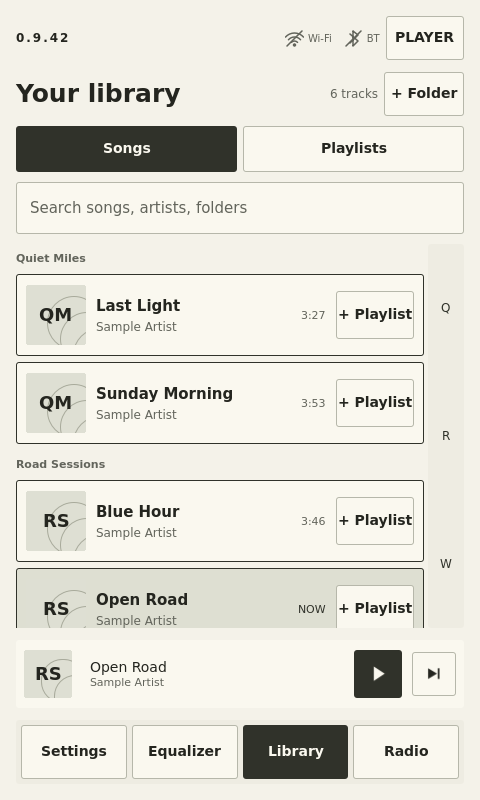 0.9.42
Wi-Fi
BT
PLAYER
Your library
6 tracks
+ Folder
Songs
Playlists
Search songs, artists, folders
Quiet Miles
QM
Last Light
Sample Artist
3:27
+ Playlist
QM
Sunday Morning
Sample Artist
3:53
+ Playlist
Road Sessions
RS
Blue Hour
Sample Artist
3:46
+ Playlist
RS
Open Road
Sample Artist
NOW
+ Playlist
Q
R
W
RS
Open Road
Sample Artist
Settings
Equalizer
Library
Radio